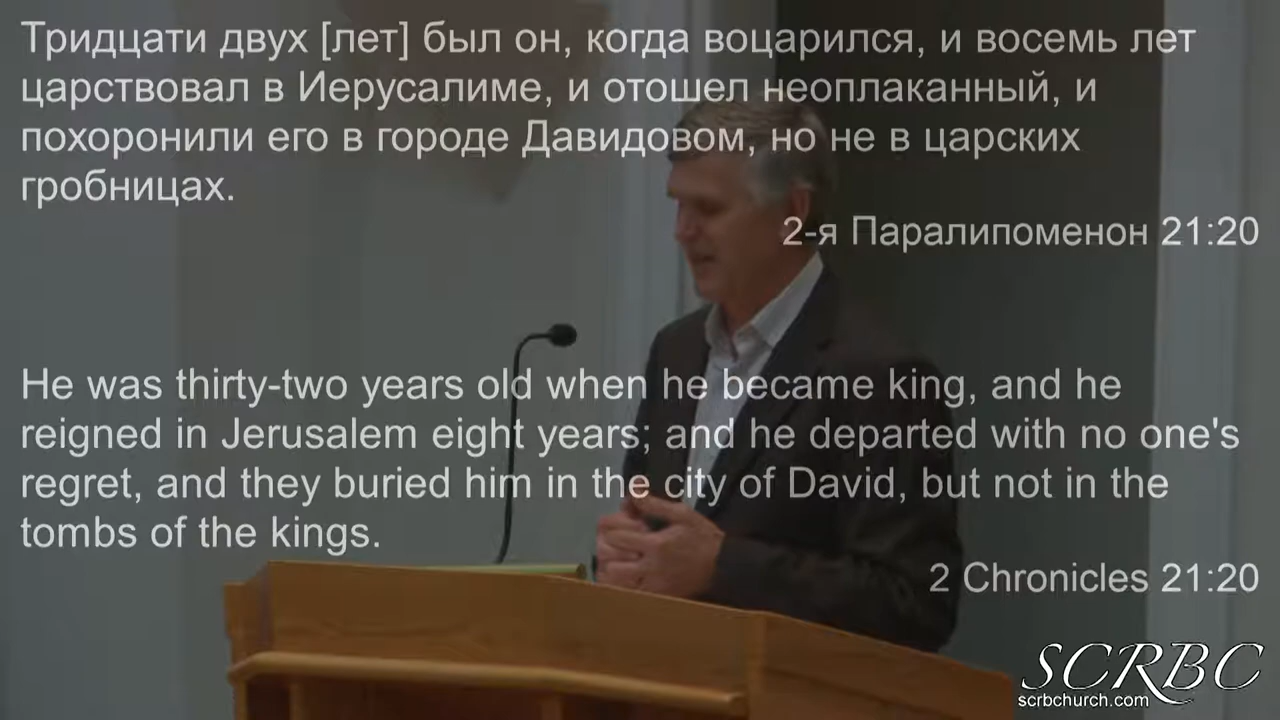 Тридцати двух [лет] был он, когда воцарился, и восемь лет
царствовал в Иерусалиме, и отошел неоплаканный, и
похоронили его в городе Давидовом, но не в царских
гробницах.
2-я Паралипоменон 21:20
He was thirty-two years old when he became king, and he
reigned in Jerusalem eight years; and he departed with no one's
regret, and they buried him in the city of David, but not in the
tombs of the kings.
2 Chronicles 21:20
SCRBC
scrbchurch.com